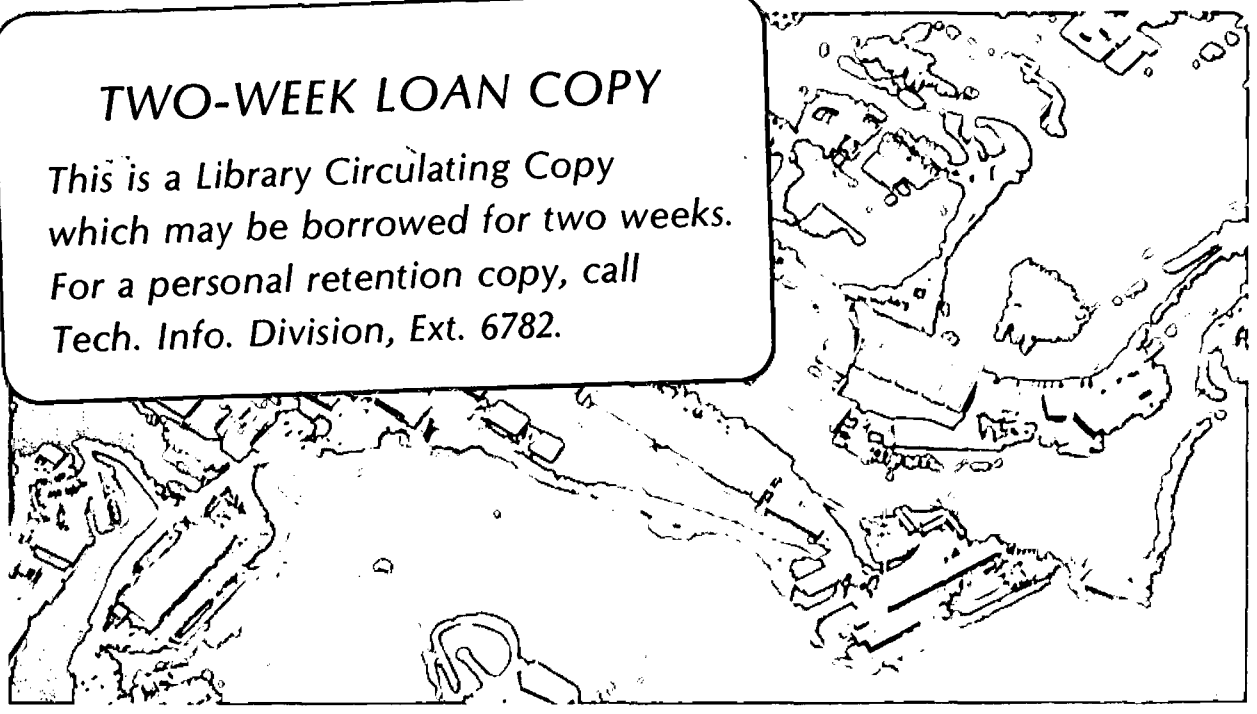 TWO-WEEK LOAN COPY
This is a Library Circulating Copy
which may be borrowed for two weeks.
For a personal retention copy, call
Tech. Info. Division, Ext. 6782.